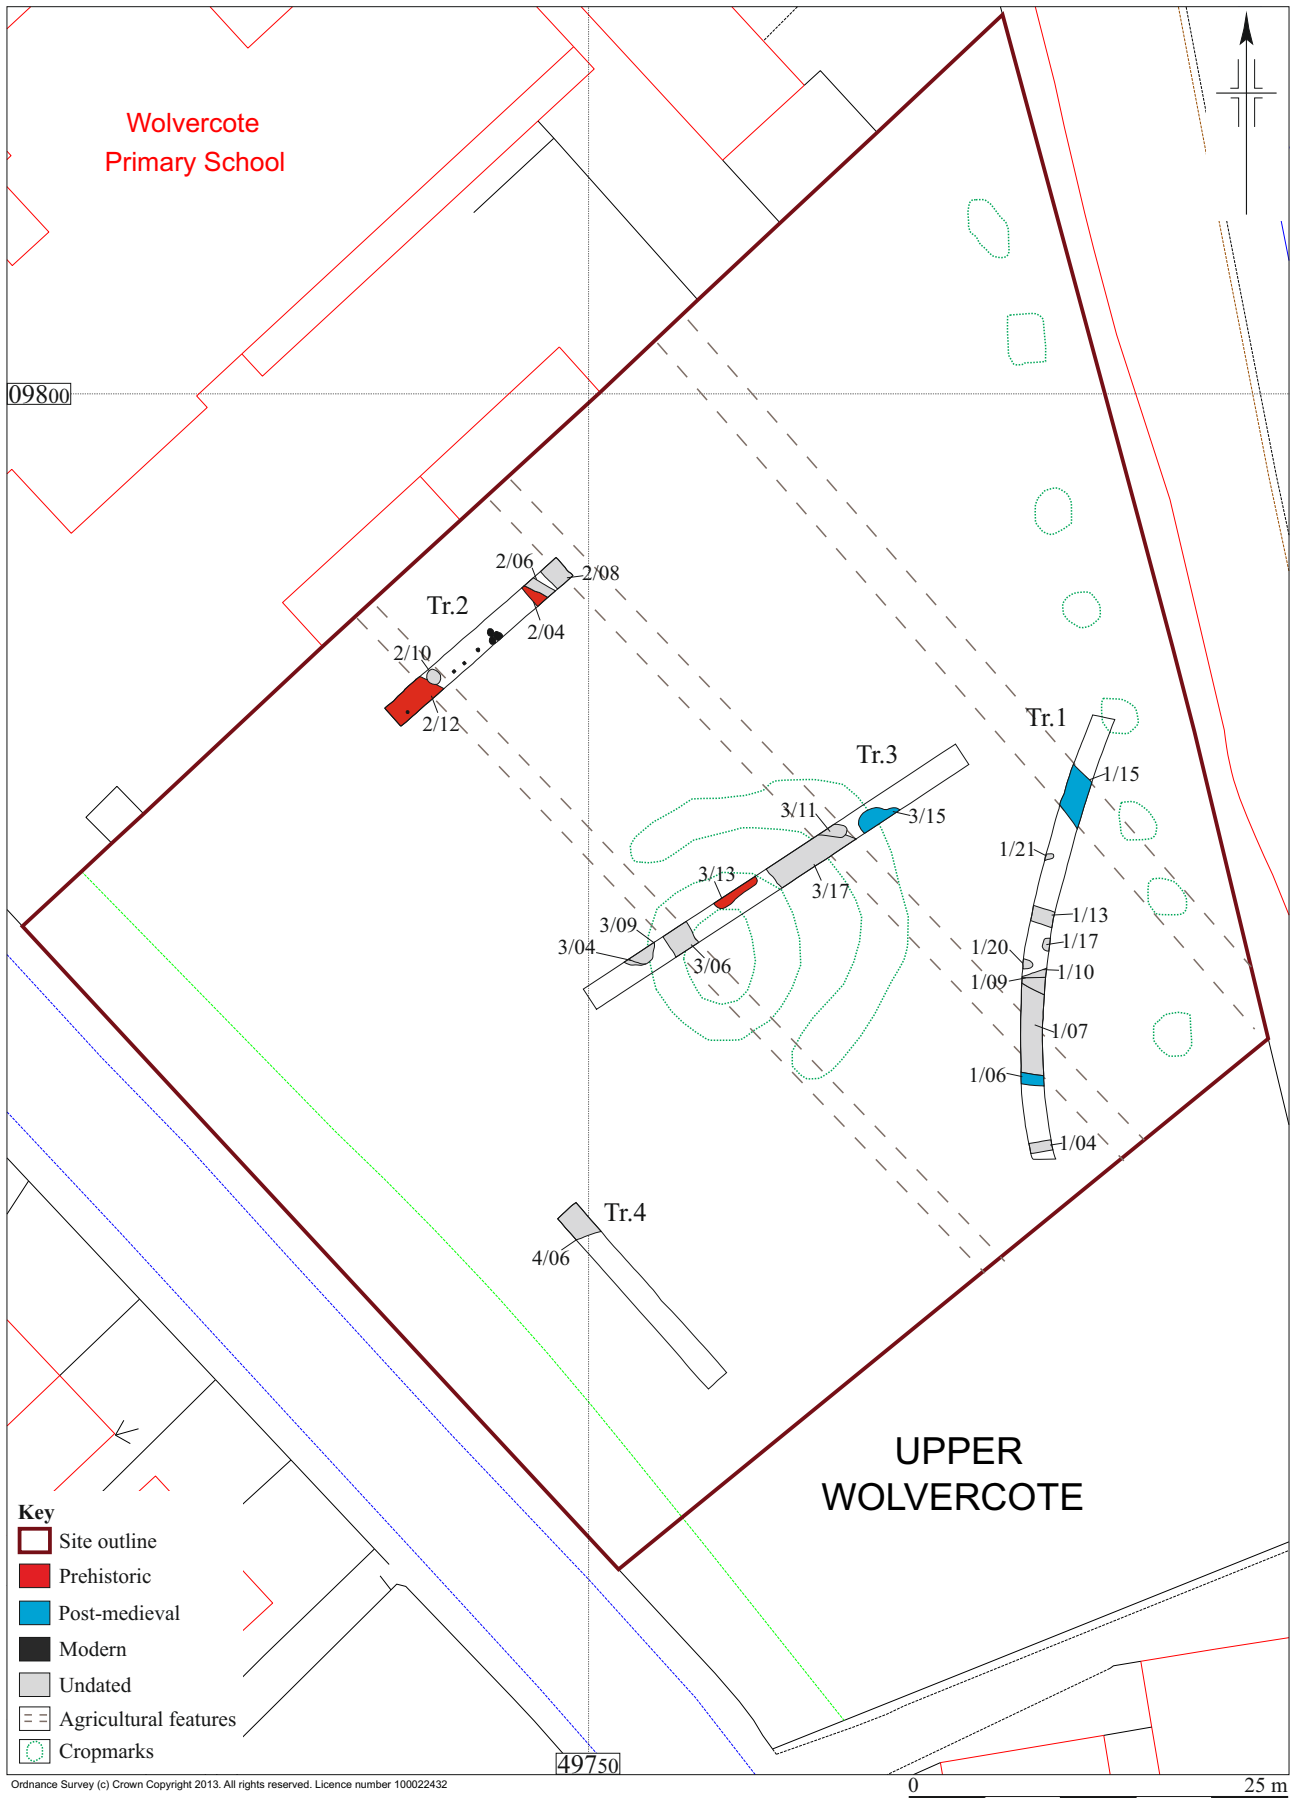 Wolvercote
Primary School
09800
2/06
2/08
Tr.2
2/04
2/10
2/12
Tr.1
Tr.3
1/15
3/11
3/15
1/21
3/13
3/17
1/13
3/09
1/17
3/04
1/20
3/06
1/10
1/09
1/07
1/06
1/04
Tr.4
4/06
UPPER
WOLVERCOTE
Key
Site outline
Prehistoric
Post-medieval
Modern
Undated
Agricultural features
Cropmarks
49750
Ordnance Survey (c) Crown Copyright 2013. All rights reserved. Licence number 100022432
0 25 m